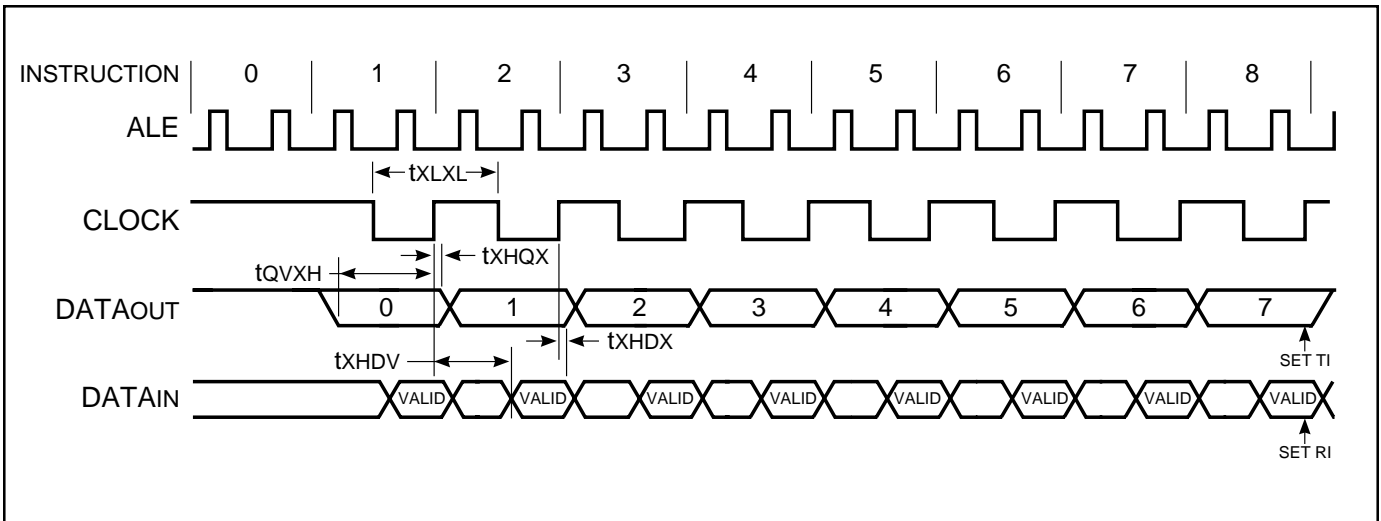 INSTRUCTION 0 1 2 3 4 5 6 7 8
ALE
tXLXL
CLOCK
tXHQX
tQVXH
DATAOUT 0 1 2 3 4 5 6 7
tXHDX
SET TI
tXHDV
DATAIN VALID VALID VALID VALID VALID VALID VALID VALID
SET RI